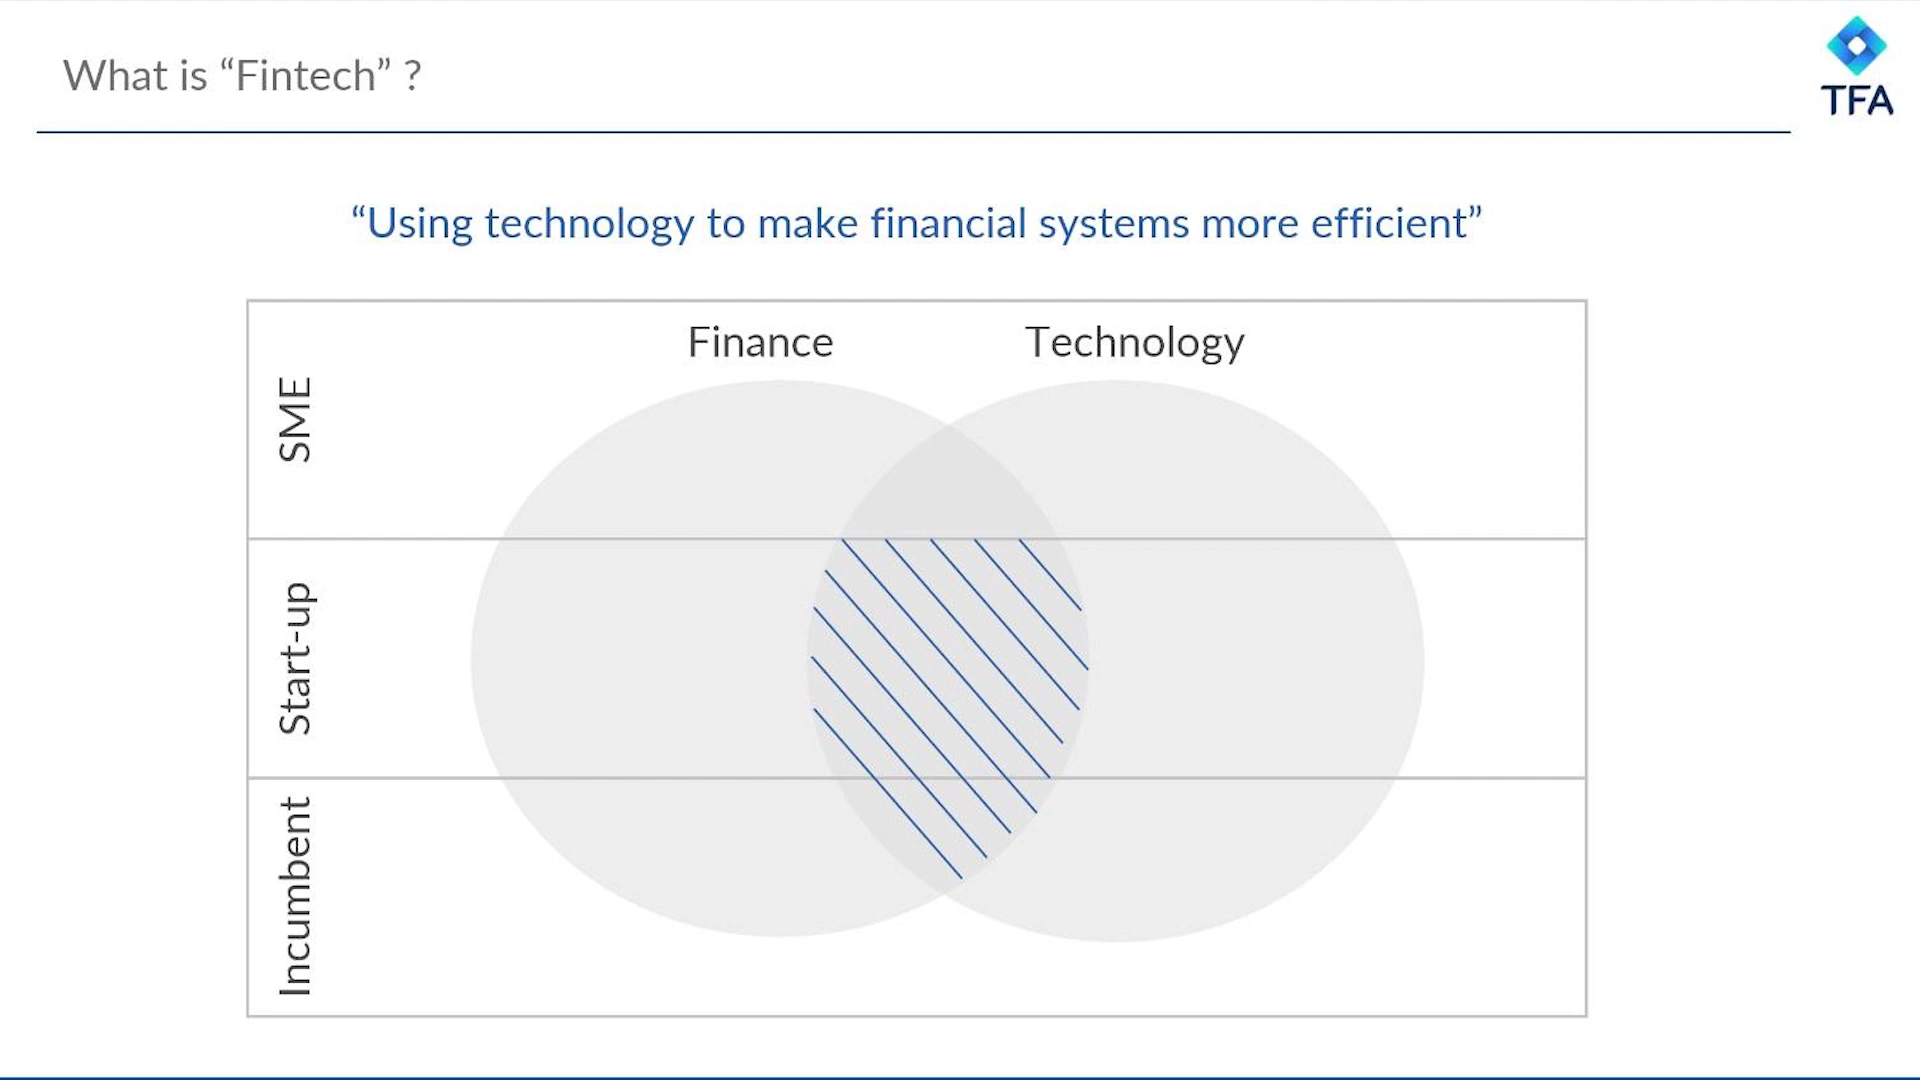 What is “Fintech” ?
TFA
“Using technology to make financial systems more efficient”
Finance
Technology
SME
Start-up
Incumbent